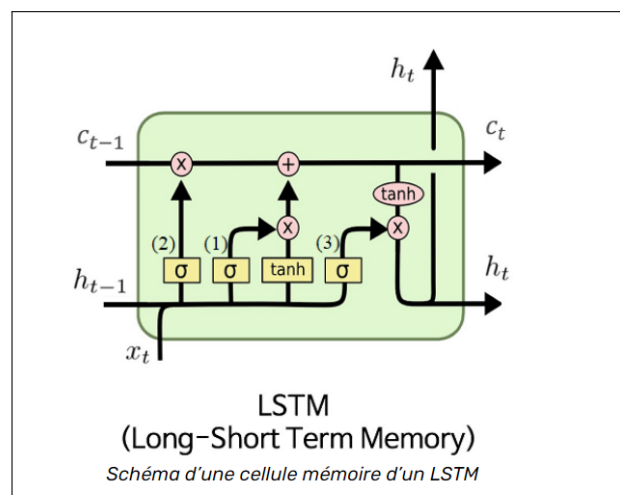 h_t
c_{t-1}
c_t
x
+
tanh
(2)
(1)
(3)
x
x
σ
σ
tanh
σ
h_{t-1}
h_t
x_t
LSTM
(Long-Short Term Memory)
Schéma d'une cellule mémoire d'un LSTM